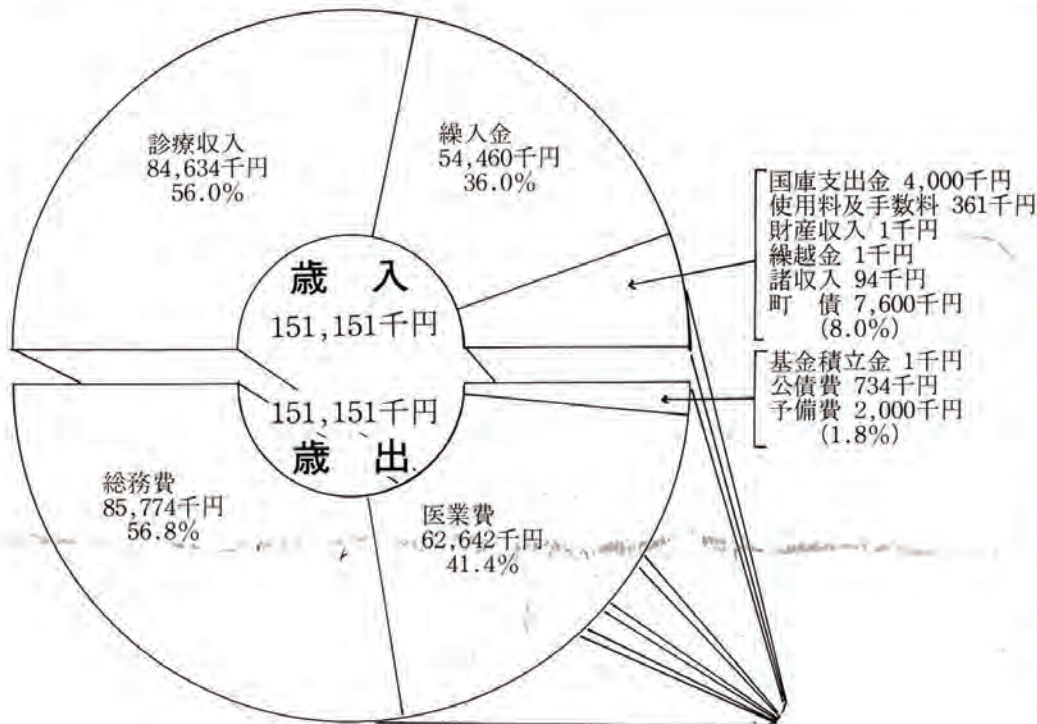 診療収入
84,634千円
56.0%
繰入金
54,460千円
36.0%
国庫支出金 4,000千円
使用料及手数料 361千円
財産収入 1千円
繰越金 1千円
諸収入 94千円
町 債 7,600千円
(8.0%)
歳 入
151,151千円
151,151千円
歳 出
基金積立金 1千円
公債費 734千円
予備費 2,000千円
(1.8%)
総務費
85,774千円
56.8%
医業費
62,642千円
41.4%